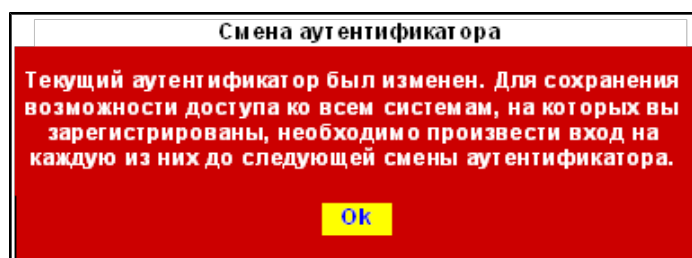 Смена аутентификатора
Текущий аутентификатор был изменен. Для сохранения
возможности доступа ко всем системам, на которых вы
зарегистрированы, необходимо произвести вход на
каждую из них до следующей смены аутентификатора.
Ok